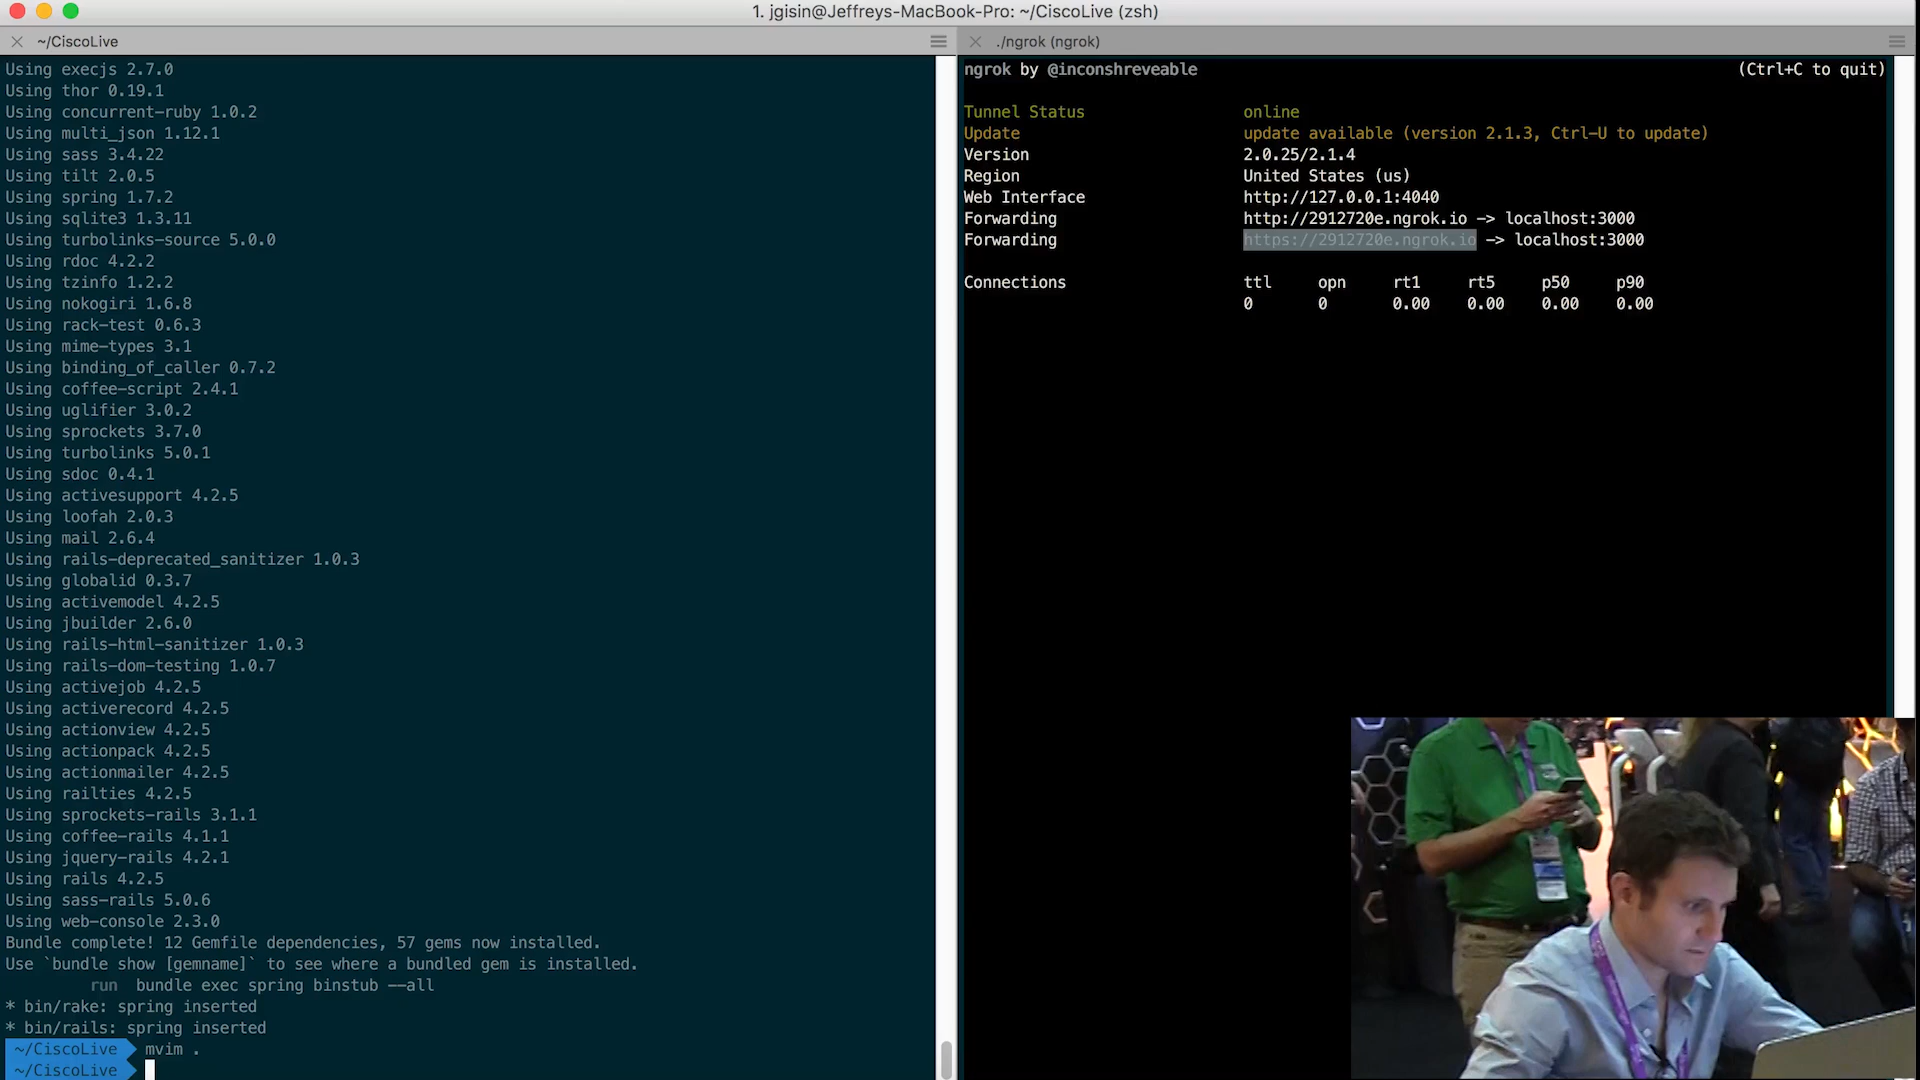 1. jgisin@Jeffreys-MacBook-Pro: ~/CiscoLive (zsh)
~/CiscoLive
Using execjs 2.7.0
Using thor 0.19.1
Using concurrent-ruby 1.0.2
Using multi_json 1.12.1
Using sass 3.4.22
Using tilt 2.0.5
Using spring 1.7.2
Using sqlite3 1.3.11
Using turbolinks-source 5.0.0
Using rdoc 4.2.2
Using tzinfo 1.2.2
Using nokogiri 1.6.8
Using rack-test 0.6.3
Using mime-types 3.1
Using binding_of_caller 0.7.2
Using coffee-script 2.4.1
Using uglifier 3.0.2
Using sprockets 3.7.0
Using turbolinks 5.0.1
Using sdoc 0.4.1
Using activesupport 4.2.5
Using loofah 2.0.3
Using mail 2.6.4
Using rails-deprecated_sanitizer 1.0.3
Using globalid 0.3.7
Using activemodel 4.2.5
Using jbuilder 2.6.0
Using rails-html-sanitizer 1.0.3
Using rails-dom-testing 1.0.7
Using activejob 4.2.5
Using activerecord 4.2.5
Using actionview 4.2.5
Using actionpack 4.2.5
Using actionmailer 4.2.5
Using railties 4.2.5
Using sprockets-rails 3.1.1
Using coffee-rails 4.1.1
Using jquery-rails 4.2.1
Using rails 4.2.5
Using sass-rails 5.0.6
Using web-console 2.3.0
Bundle complete! 12 Gemfile dependencies, 57 gems now installed.
Use `bundle show [gemname]` to see where a bundled gem is installed.
run bundle exec spring binstub --all
* bin/rake: spring inserted
* bin/rails: spring inserted
~/CiscoLive mvim .
~/CiscoLive
./ngrok (ngrok)
ngrok by @inconshreveable (Ctrl+C to quit)
Tunnel Status online
Update update available (version 2.1.3, Ctrl-U to update)
Version 2.0.25/2.1.4
Region United States (us)
Web Interface http://127.0.0.1:4040
Forwarding http://2912720e.ngrok.io -> localhost:3000
Forwarding https://2912720e.ngrok.io -> localhost:3000
Connections ttl opn rt1 rt5 p50 p90
0 0 0.00 0.00 0.00 0.00